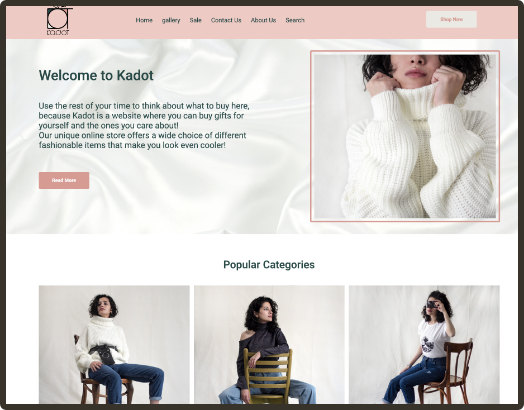 Kadot
Home gallery Sale Contact Us About Us Search
Shop Now
Welcome to Kadot
Use the rest of your time to think about what to buy here,
because Kadot is a website where you can buy gifts for
yourself and the ones you care about!
Our unique online store offers a wide choice of different
fashionable items that make you look even cooler!
Read More
Popular Categories